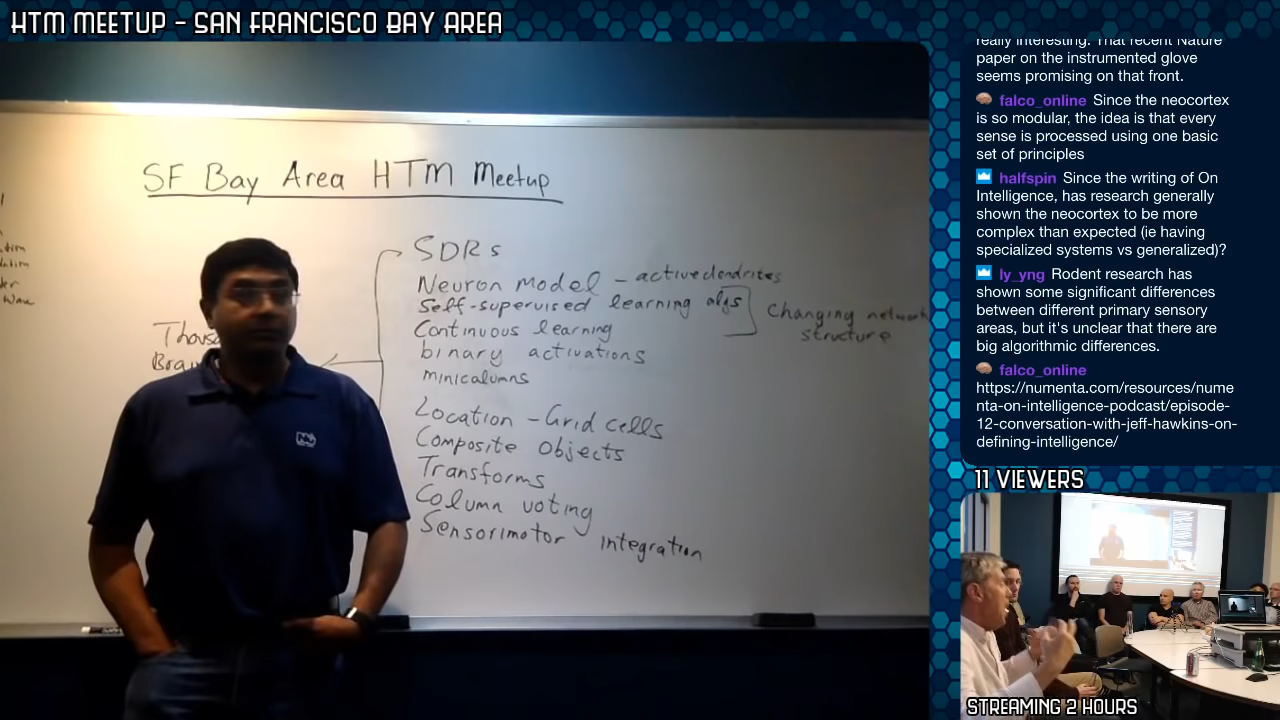 HTM MEETUP - SAN FRANCISCO BAY AREA
SF Bay Area HTM Meetup
SDRs
Neuron model - active dendrites
Self-supervised learning algs
Continuous learning
Changing network
structure
binary activations
minicolumns
Location - Grid cells
Composite Objects
Transforms
Column voting
Sensorimotor integration
really interesting. That recent Nature
paper on the instrumented glove
seems promising on that front.
falco_online Since the neocortex
is so modular, the idea is that every
sense is processed using one basic
set of principles
halfspin Since the writing of On
Intelligence, has research generally
shown the neocortex to be more
complex than expected (ie having
specialized systems vs generalized)?
ly_yng Rodent research has
shown some significant differences
between different primary sensory
areas, but it's unclear that there are
big algorithmic differences.
falco_online
https://numenta.com/resources/nume
nta-on-intelligence-podcast/episode-
12-conversation-with-jeff-hawkins-on-
defining-intelligence/
11 VIEWERS
STREAMING 2 HOURS